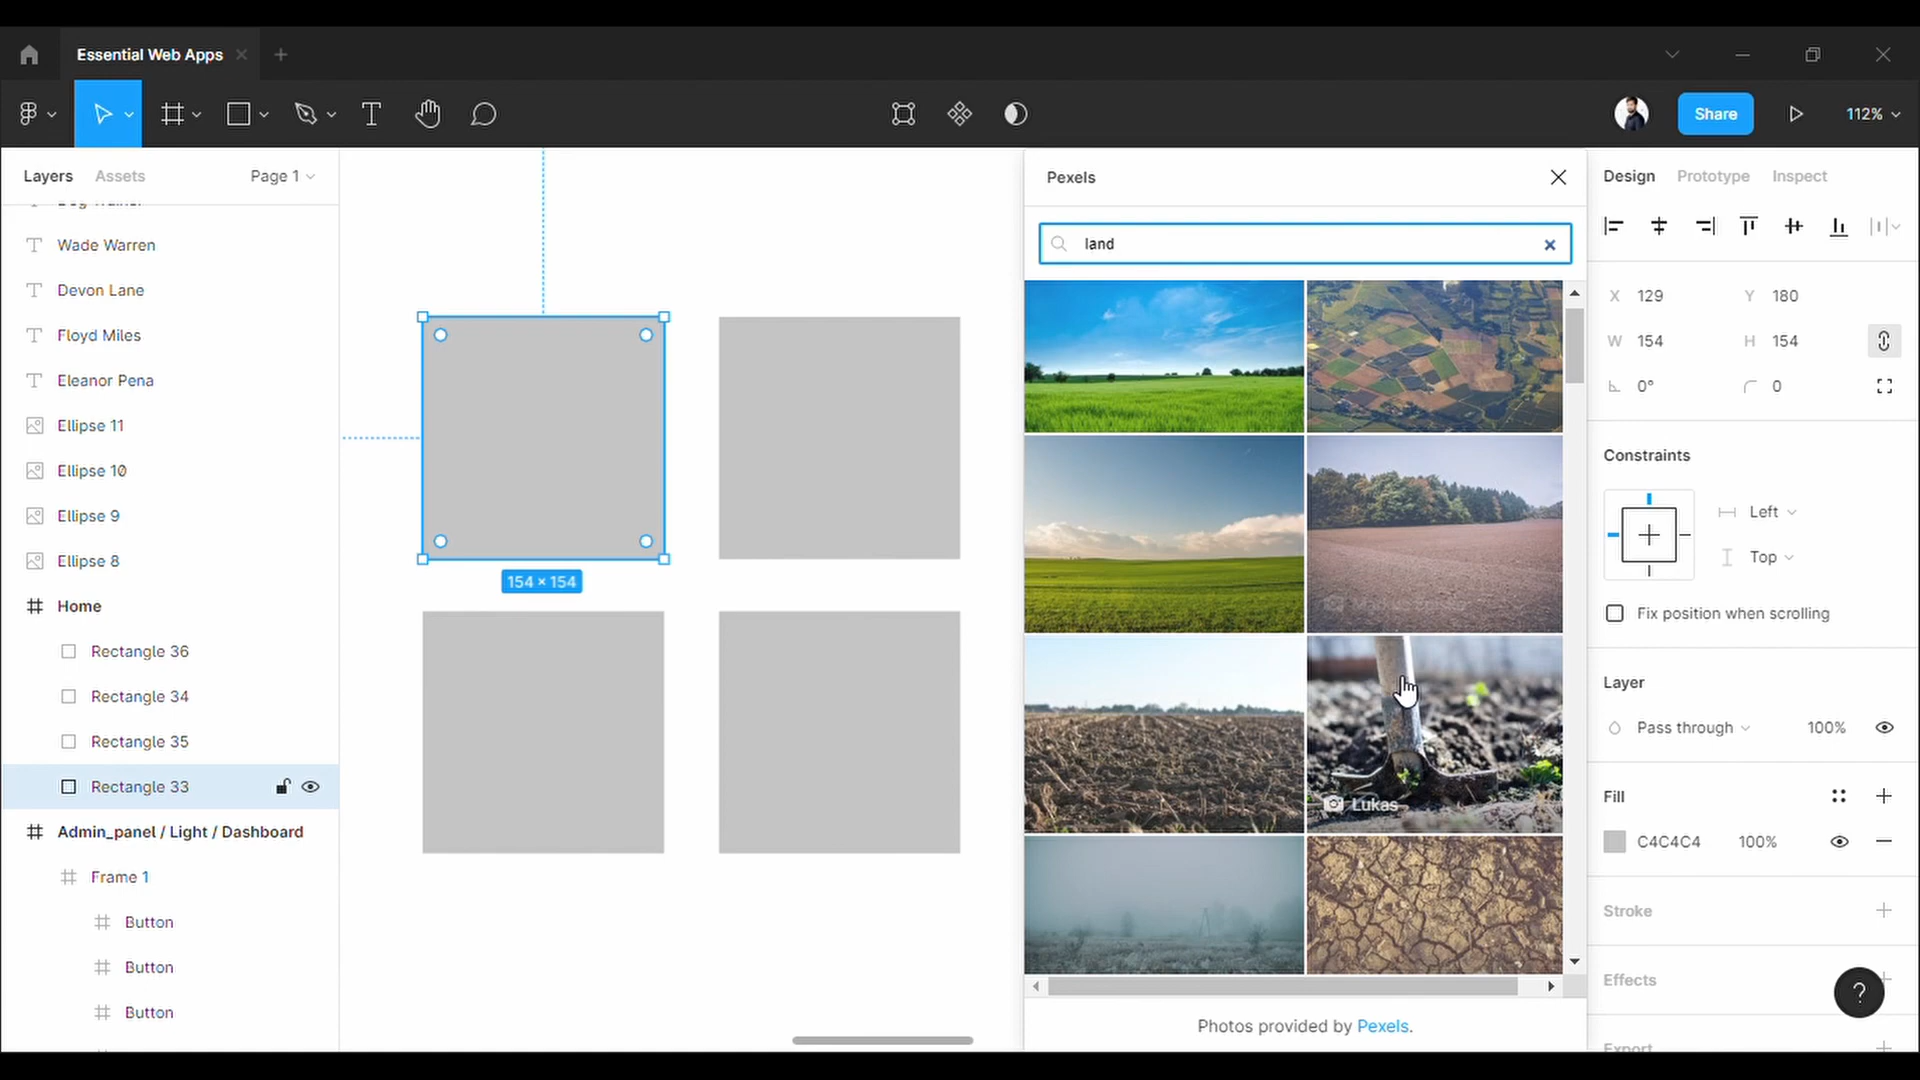 Essential Web Apps
Share
112%
Layers
Assets
Page 1
Wade Warren
Devon Lane
Floyd Miles
Eleanor Pena
Ellipse 11
Ellipse 10
Ellipse 9
Ellipse 8
Home
Rectangle 36
Rectangle 34
Rectangle 35
Rectangle 33
Admin_panel / Light / Dashboard
Frame 1
Button
Button
Button
154 × 154
Pexels
land
Lukas
Photos provided by Pexels.
Design
Prototype
Inspect
X 129
Y 180
W 154
H 154
0°
0
Constraints
Left
Top
Fix position when scrolling
Layer
Pass through
100%
Fill
C4C4C4
100%
Stroke
Effects
?